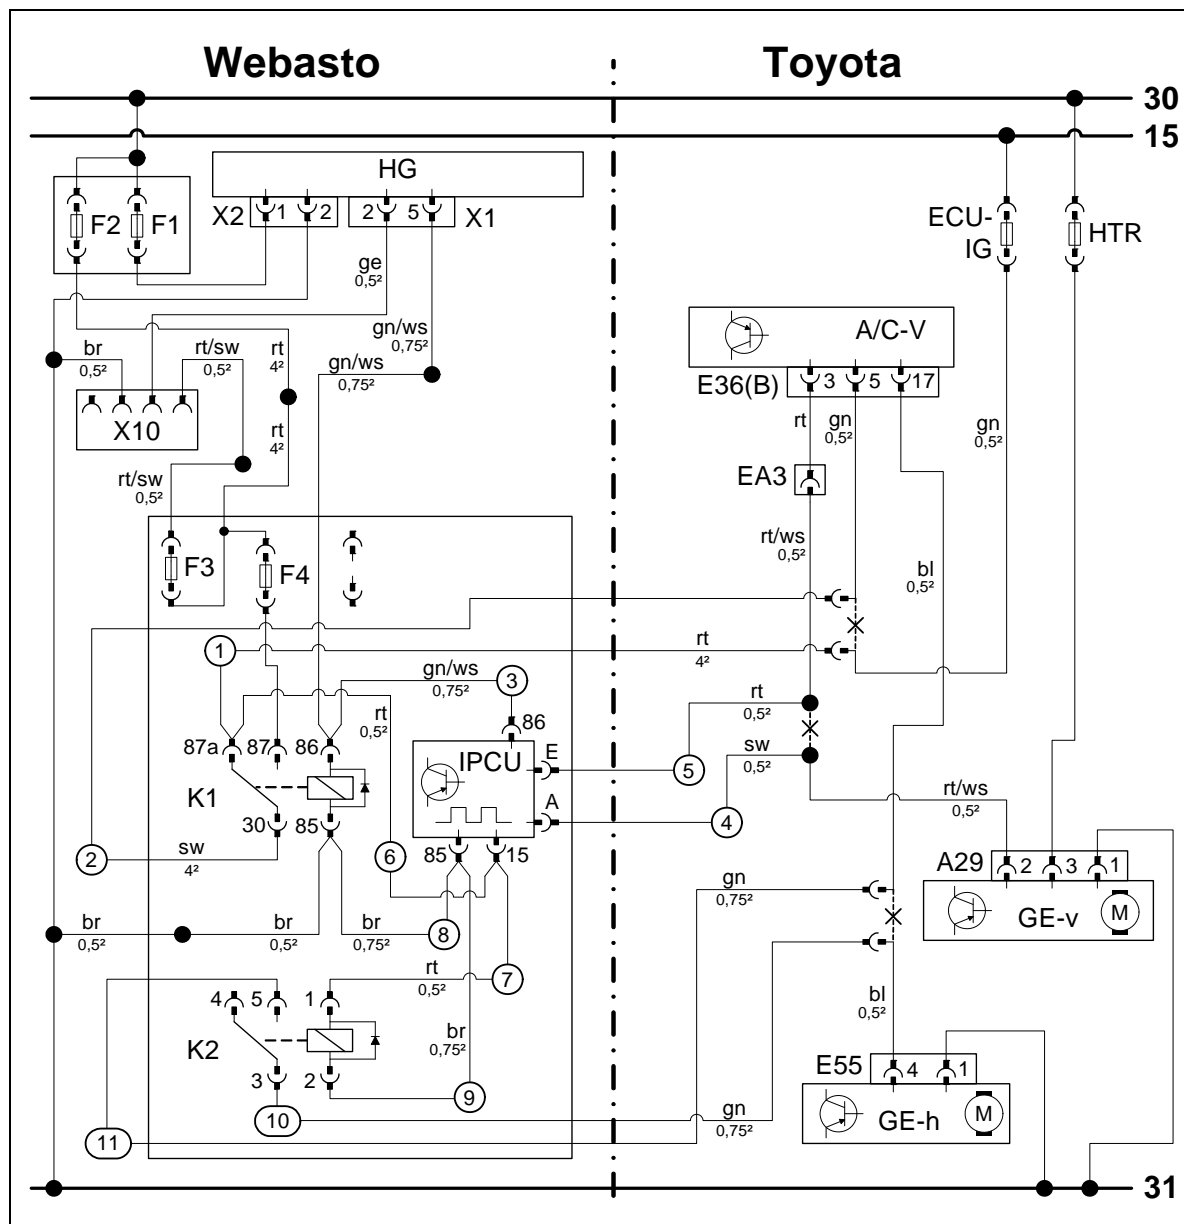 Webasto
Toyota
30
15
HG
X2 1 2 2 5 X1
F2 F1
ECU-
IG
HTR
ge
0,5²
gn/ws
0,75²
A/C-V
br
0,5²
rt/sw
0,5²
rt
4²
gn/ws
0,75²
E36(B) 3 5 17
X10
rt
gn
0,5²
gn
0,5²
rt
4²
rt/sw
0,5²
EA3
rt/ws
0,5²
F3 F4
bl
0,5²
1
rt
4²
gn/ws
0,75²
3
rt
0,5²
rt
0,5²
86
87a 87 86
IPCU E
5
sw
0,5²
K1
A
rt/ws
0,5²
30 85
4
2
sw
4²
6
85 15
A29 2 3 1
gn
0,75²
GE-v M
br
0,5²
br
0,5²
br
0,75²
8
rt
0,5²
7
4 5 1
bl
0,5²
K2
br
0,75²
E55 4 1
3 2
9
10
gn
0,75²
GE-h M
11
31